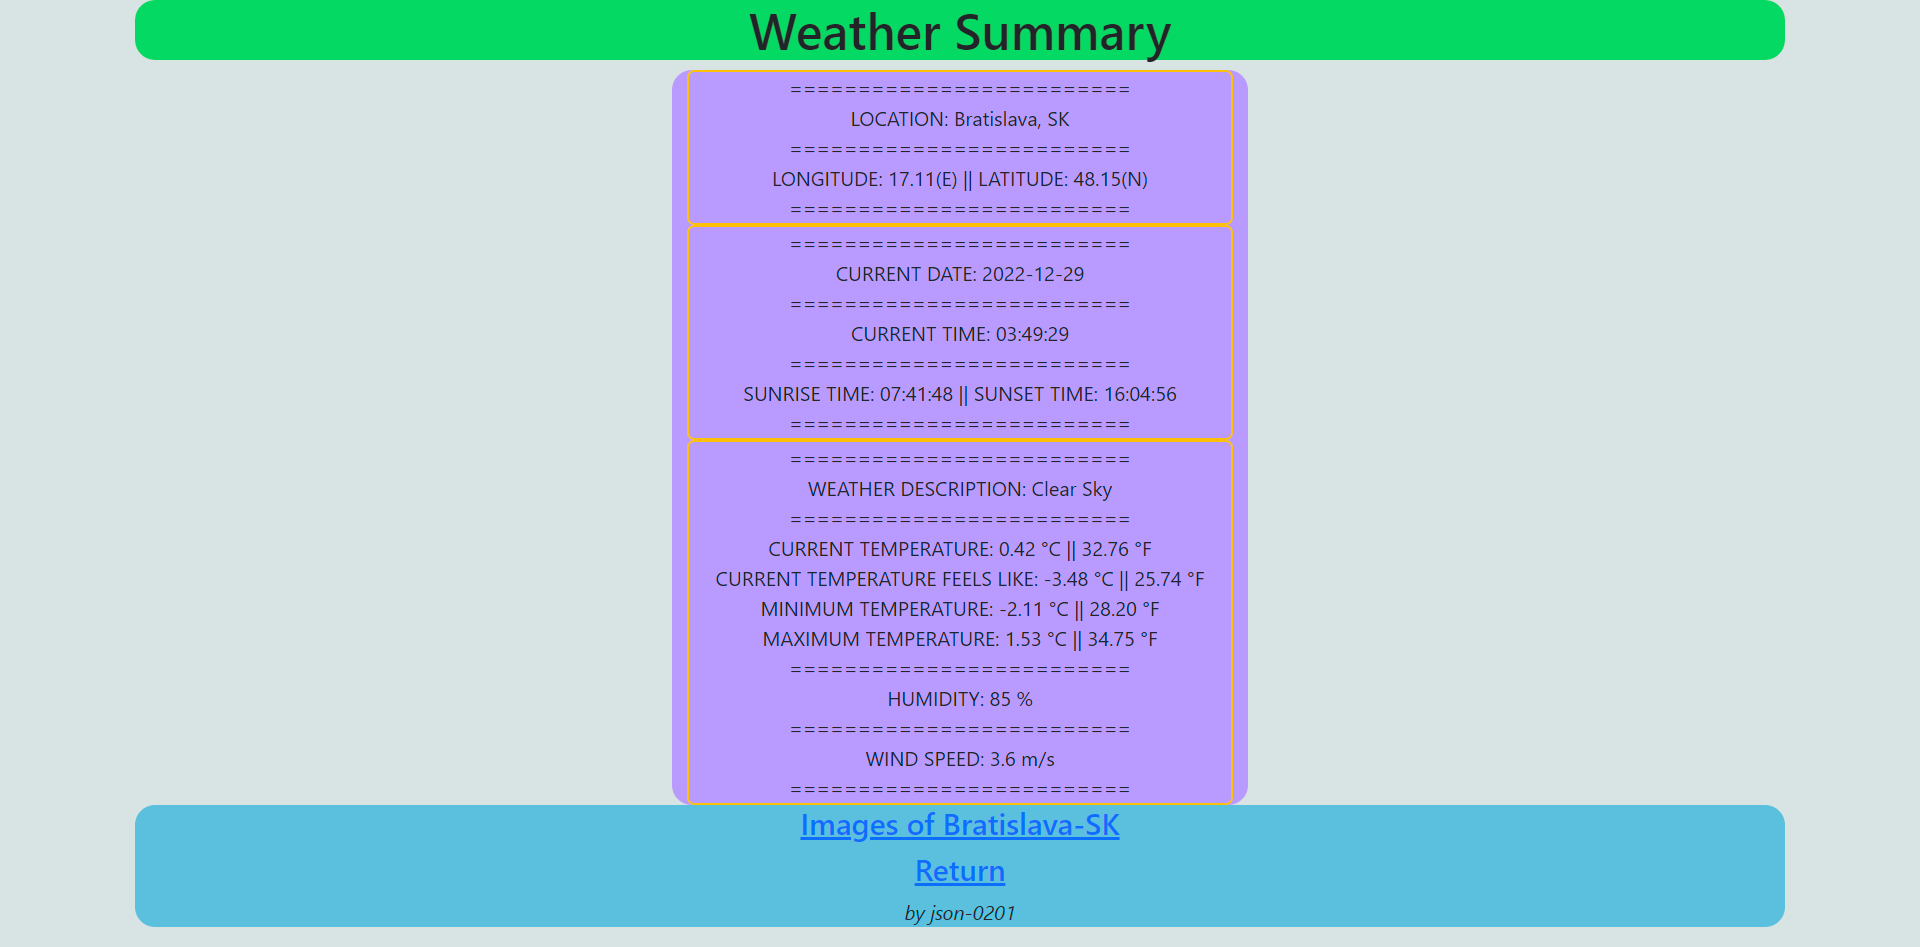 Weather Summary
=========================
LOCATION: Bratislava, SK
=========================
LONGITUDE: 17.11(E) || LATITUDE: 48.15(N)
=========================
=========================
CURRENT DATE: 2022-12-29
=========================
CURRENT TIME: 03:49:29
=========================
SUNRISE TIME: 07:41:48 || SUNSET TIME: 16:04:56
=========================
=========================
WEATHER DESCRIPTION: Clear Sky
=========================
CURRENT TEMPERATURE: 0.42 °C || 32.76 °F
CURRENT TEMPERATURE FEELS LIKE: -3.48 °C || 25.74 °F
MINIMUM TEMPERATURE: -2.11 °C || 28.20 °F
MAXIMUM TEMPERATURE: 1.53 °C || 34.75 °F
=========================
HUMIDITY: 85 %
=========================
WIND SPEED: 3.6 m/s
=========================
Images of Bratislava-SK
Return
by json-0201